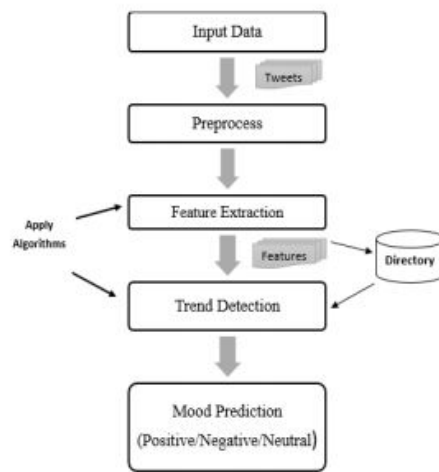 Input Data
Tweets
Preprocess
Feature Extraction
Apply
Algorithms
Features
Directory
Trend Detection
Mood Prediction
(Positive/Negative/Neutral)